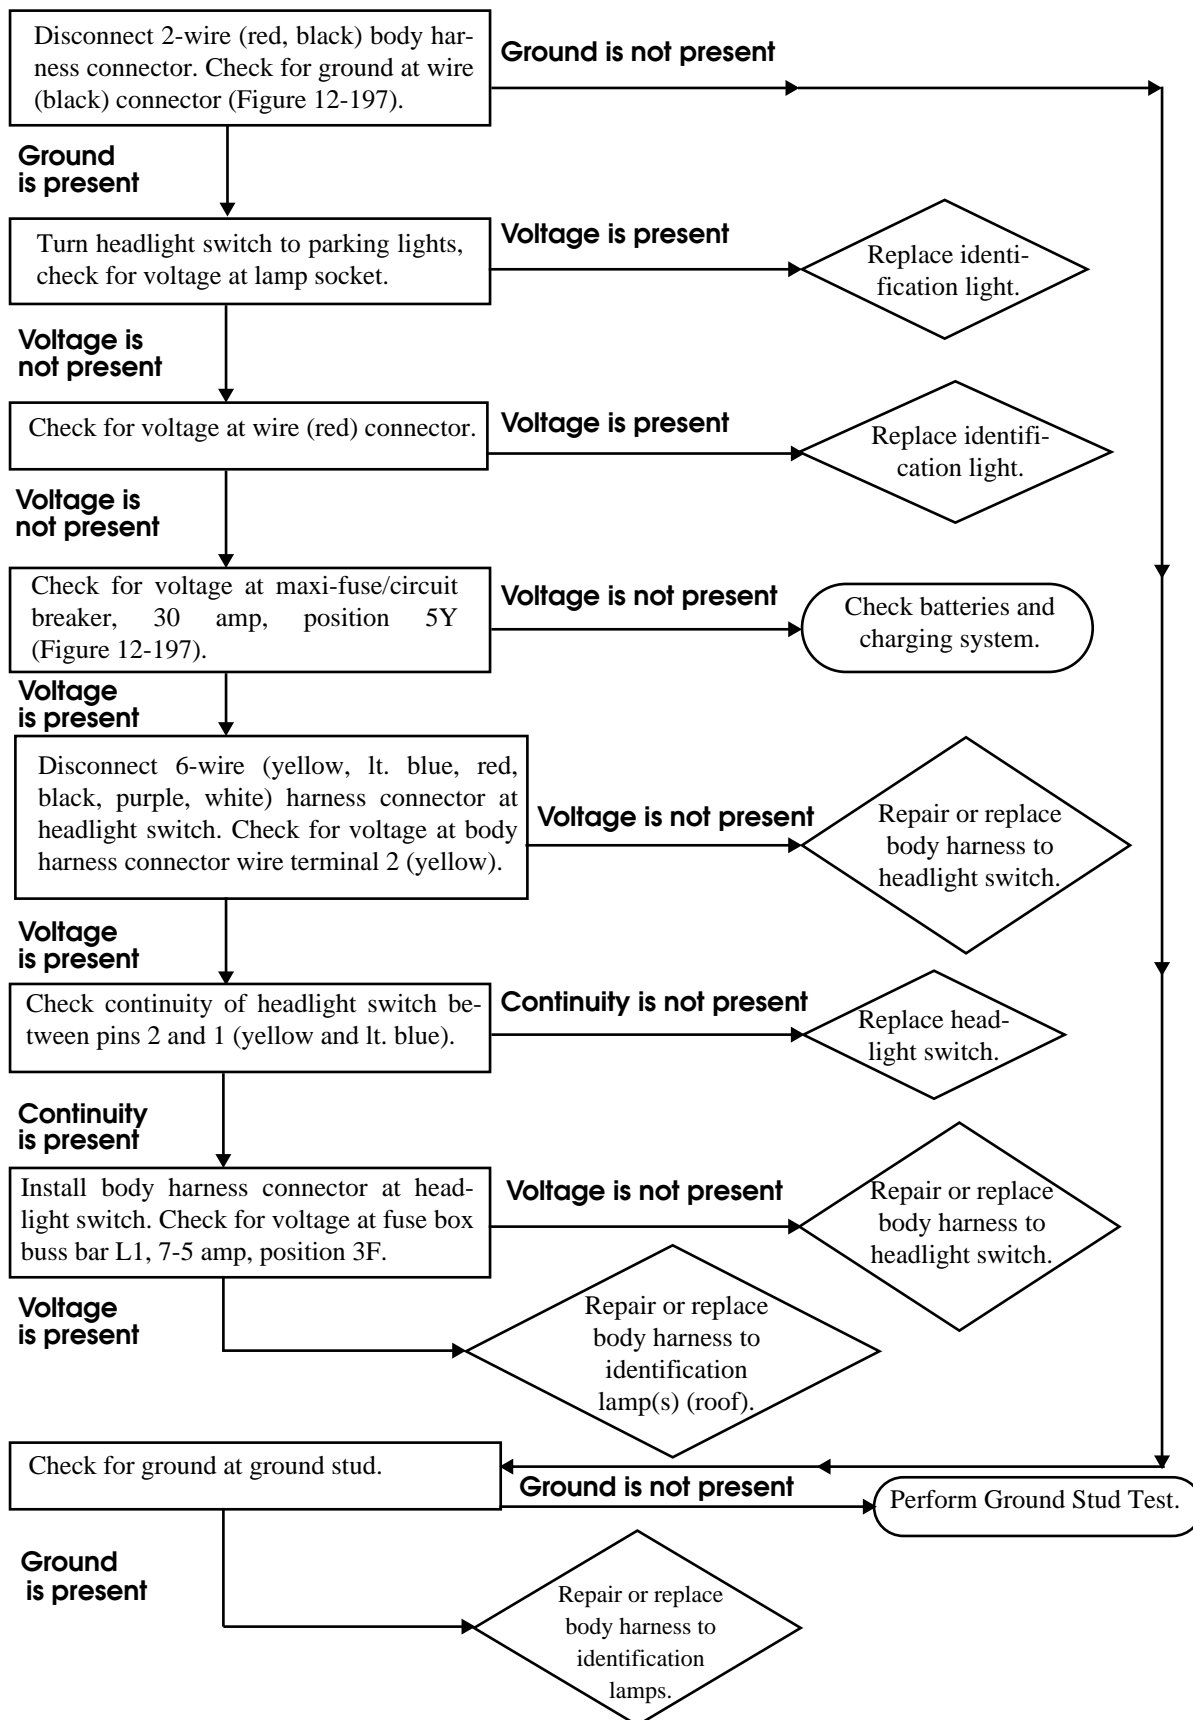 Disconnect 2-wire (red, black) body har-
ness connector. Check for ground at wire
(black) connector (Figure 12-197).
Ground is not present
Ground
is present
Turn headlight switch to parking lights,
check for voltage at lamp socket.
Voltage is present
Replace identi-
fication light.
Voltage is
not present
Check for voltage at wire (red) connector.
Voltage is present
Replace identifi-
cation light.
Voltage is
not present
Check for voltage at maxi-fuse/circuit
breaker, 30 amp, position 5Y
(Figure 12-197).
Voltage is not present
Check batteries and
charging system.
Voltage
is present
Disconnect 6-wire (yellow, lt. blue, red,
black, purple, white) harness connector at
headlight switch. Check for voltage at body
harness connector wire terminal 2 (yellow).
Voltage is not present
Repair or replace
body harness to
headlight switch.
Voltage
is present
Check continuity of headlight switch be-
tween pins 2 and 1 (yellow and lt. blue).
Continuity is not present
Replace head-
light switch.
Continuity
is present
Install body harness connector at head-
light switch. Check for voltage at fuse box
buss bar L1, 7-5 amp, position 3F.
Voltage is not present
Repair or replace
body harness to
headlight switch.
Voltage
is present
Repair or replace
body harness to
identification
lamp(s) (roof).
Check for ground at ground stud.
Ground is not present
Perform Ground Stud Test.
Ground
is present
Repair or replace
body harness to
identification
lamps.